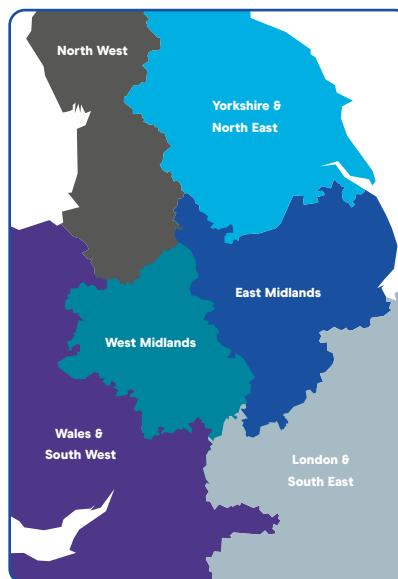 North West
Yorkshire &
North East
East Midlands
West Midlands
Wales &
South West
London &
South East